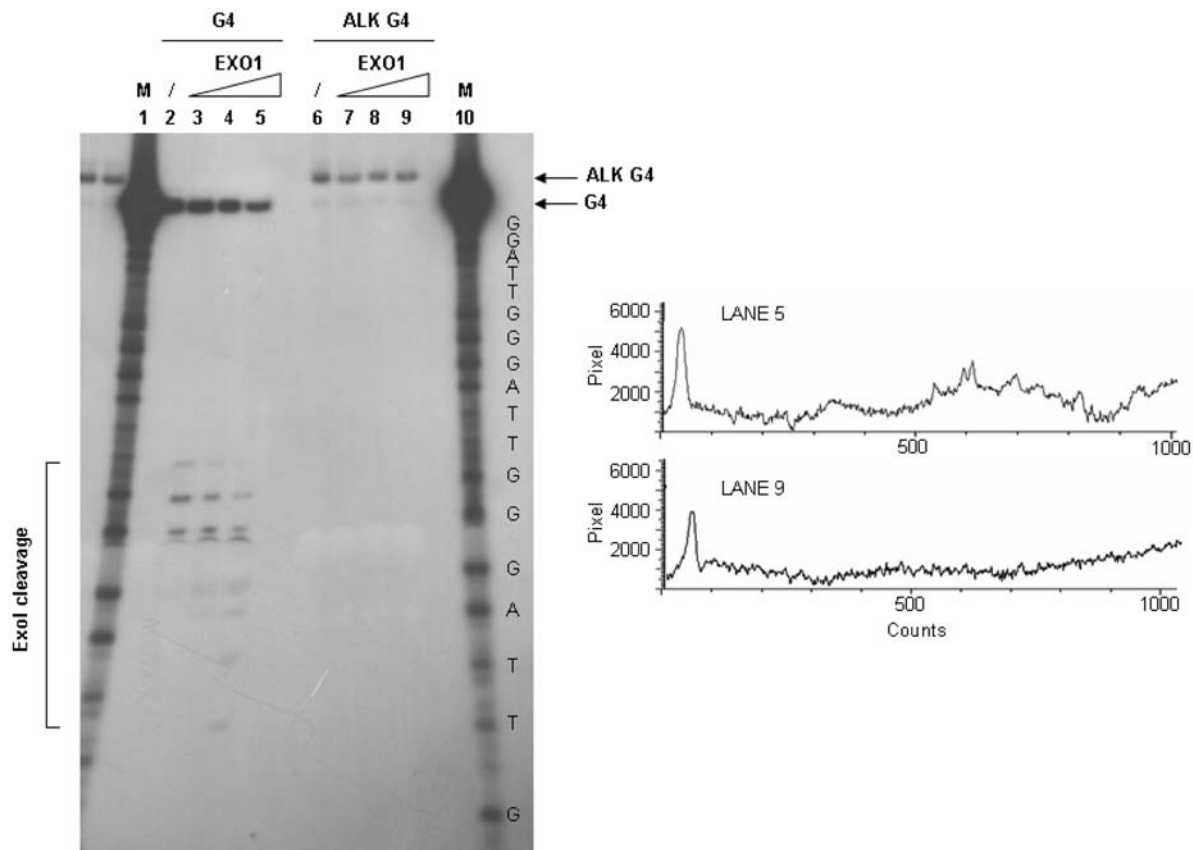 G4 ALK G4
EXO1 EXO1
M / / M
1 2 3 4 5 6 7 8 9 10
ALK G4
G4
G
G
A
T
T
G
G
G
A
T
T
G
G
G
A
T
T
G
ExoI cleavage
6000
4000
2000
Pixel
LANE 5
500
1000
6000
4000
2000
Pixel
LANE 9
500
1000
Counts